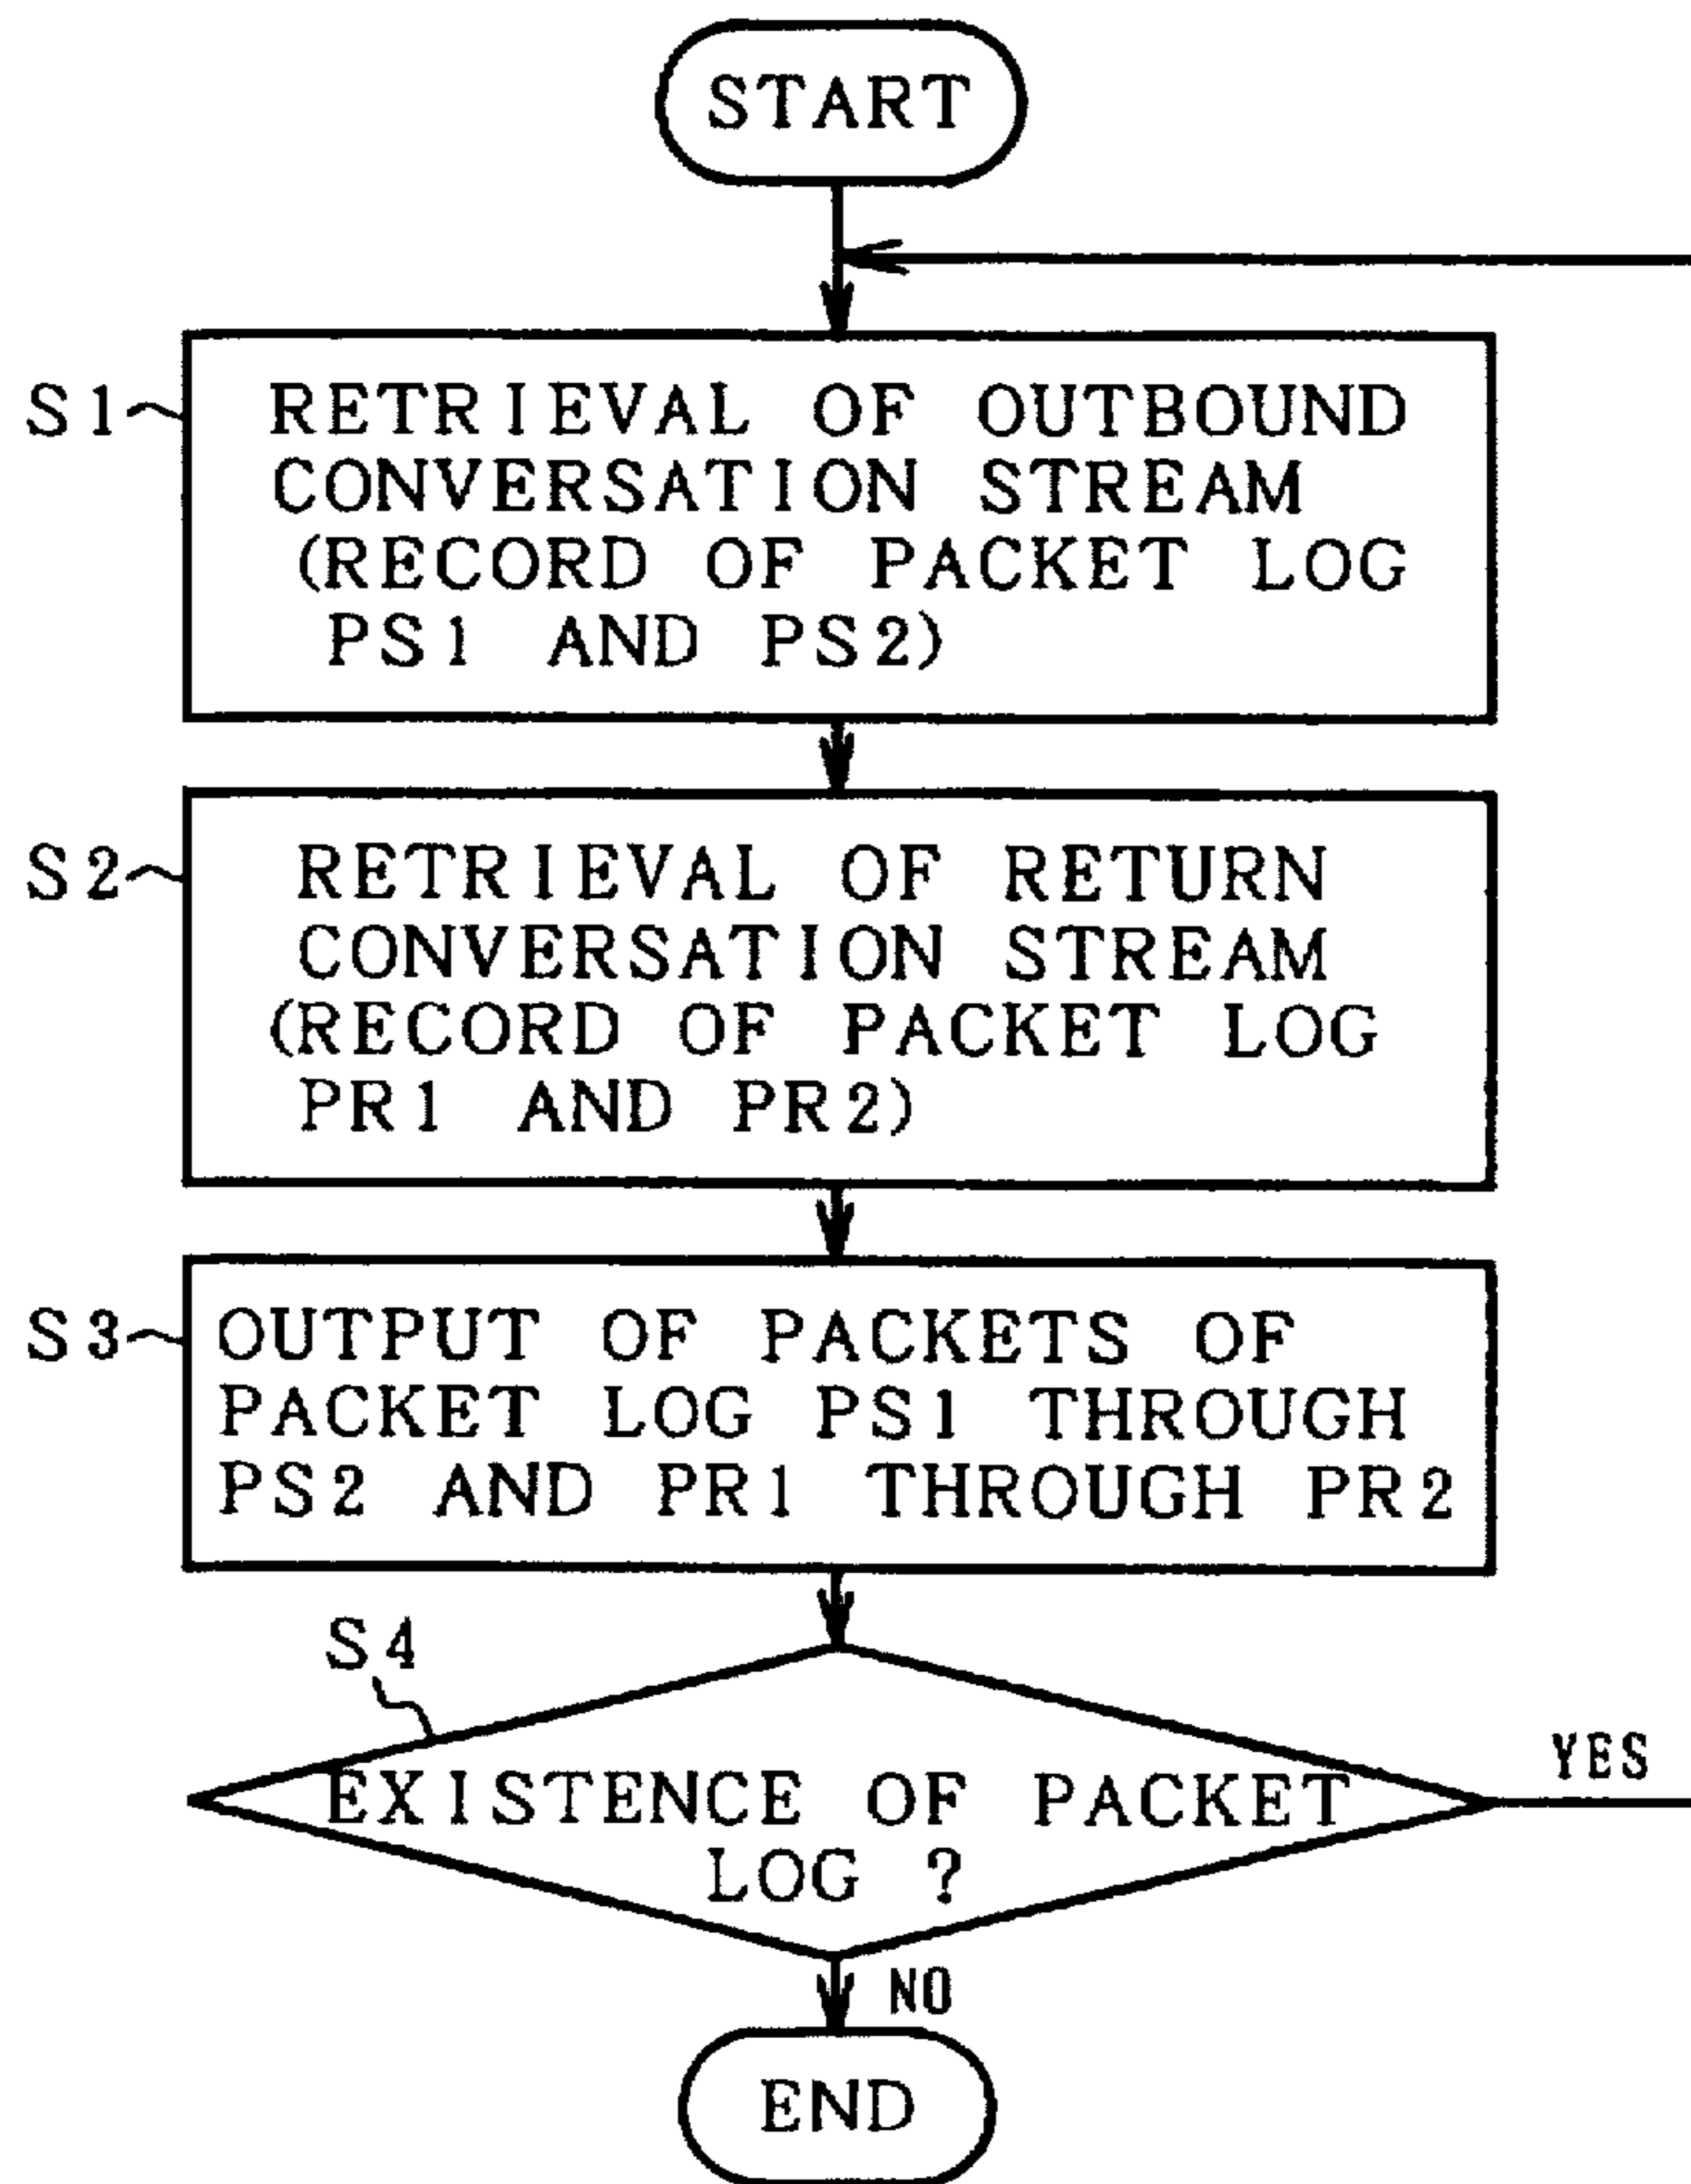 START
S1
RETRIEVAL OF OUTBOUND
CONVERSATION STREAM
(RECORD OF PACKET LOG
PS1 AND PS2)
S2
RETRIEVAL OF RETURN
CONVERSATION STREAM
(RECORD OF PACKET LOG
PR1 AND PR2)
S3
OUTPUT OF PACKETS OF
PACKET LOG PS1 THROUGH
PS2 AND PR1 THROUGH PR2
S4
EXISTENCE OF PACKET
LOG ?
YES
NO
END